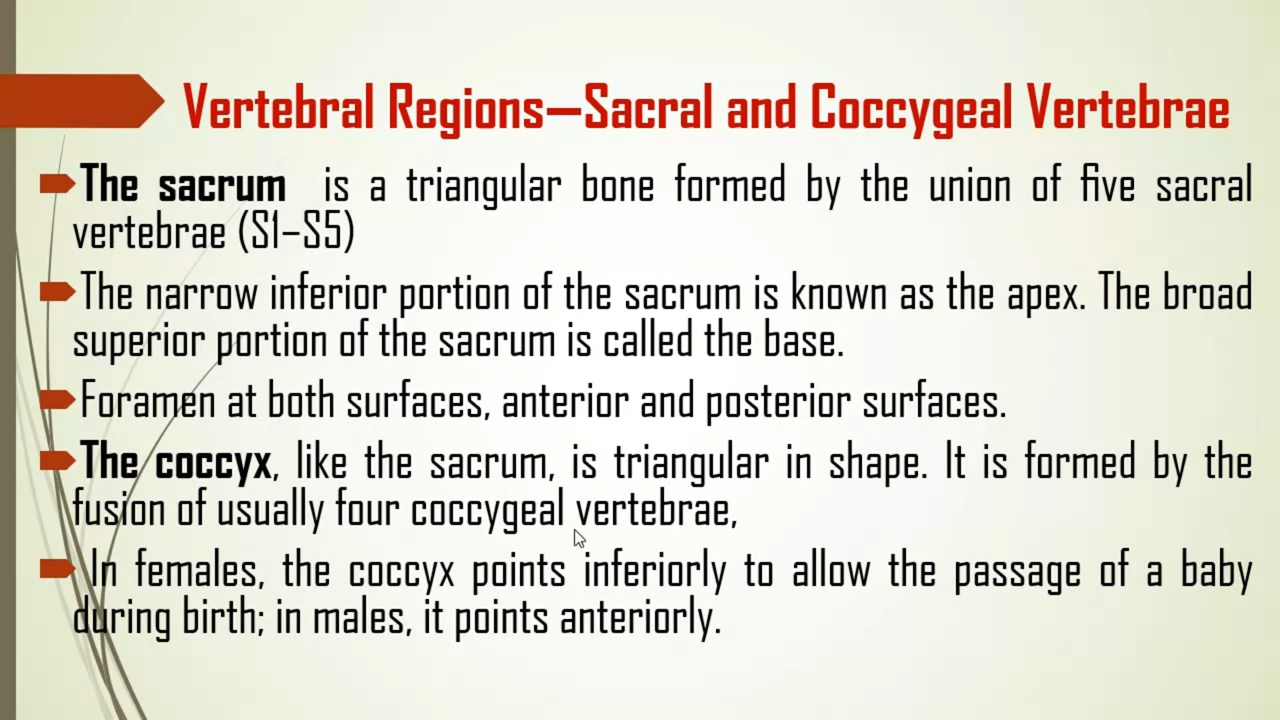 Vertebral Regions—Sacral and Coccygeal Vertebrae
The sacrum is a triangular bone formed by the union of five sacral
vertebrae (S1–S5)
The narrow inferior portion of the sacrum is known as the apex. The broad
superior portion of the sacrum is called the base.
Foramen at both surfaces, anterior and posterior surfaces.
The coccyx, like the sacrum, is triangular in shape. It is formed by the
fusion of usually four coccygeal vertebrae,
In females, the coccyx points inferiorly to allow the passage of a baby
during birth; in males, it points anteriorly.